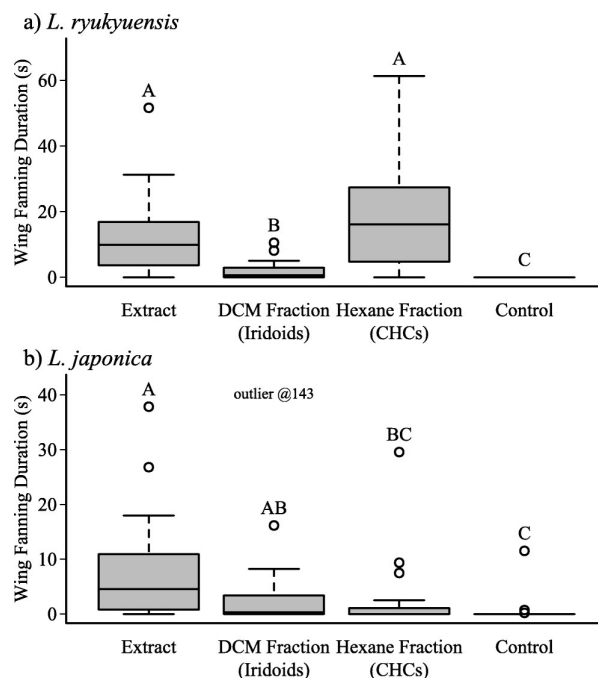 a) L. ryukyuensis
Wing Fanning Duration (s)
60
40
20
0
A
B
A
C
Extract
DCM Fraction
(Iridoids)
Hexane Fraction
(CHCs)
Control
b) L. japonica
Wing Fanning Duration (s)
40
30
20
10
0
A
outlier @143
AB
BC
C
Extract
DCM Fraction
(Iridoids)
Hexane Fraction
(CHCs)
Control